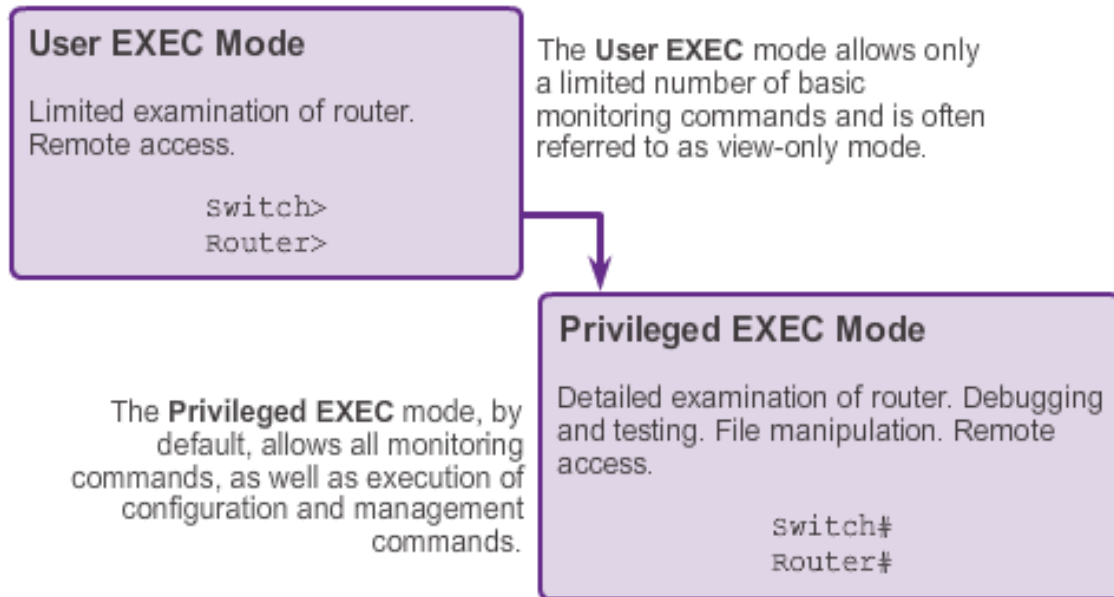 User EXEC Mode
Limited examination of router.
Remote access.
Switch>
Router>
The User EXEC mode allows only
a limited number of basic
monitoring commands and is often
referred to as view-only mode.
Privileged EXEC Mode
Detailed examination of router. Debugging
and testing. File manipulation. Remote
access.
Switch#
Router#
The Privileged EXEC mode, by
default, allows all monitoring
commands, as well as execution of
configuration and management
commands.